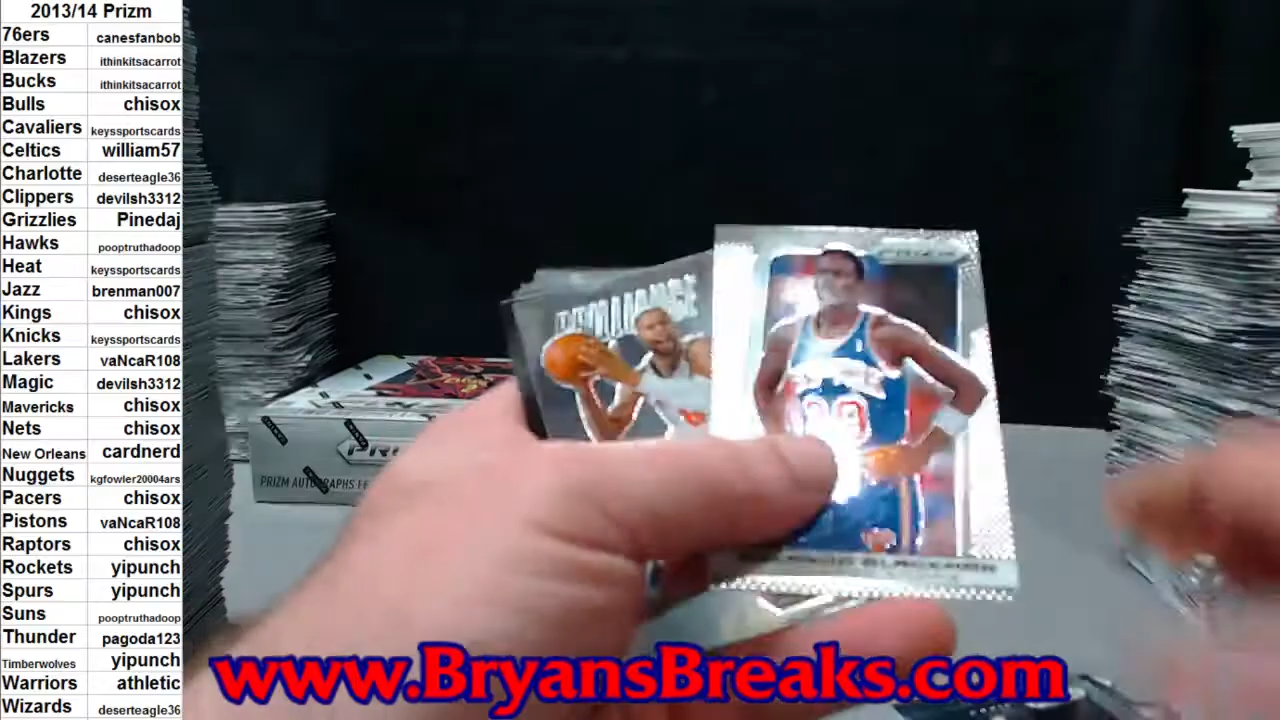 2013/14 Prizm
76ers canesfanbob
Blazers ithinkitsacarrot
Bucks ithinkitsacarrot
Bulls chisox
Cavaliers keyssportscards
Celtics william57
Charlotte deserteagle36
Clippers devilsh3312
Grizzlies Pinedaj
Hawks pooptruthadoop
Heat keyssportscards
Jazz brenman007
Kings chisox
Knicks keyssportscards
Lakers vaNcaR108
Magic devilsh3312
Mavericks chisox
Nets chisox
New Orleans cardnerd
Nuggets kgfowler20004ars
Pacers chisox
Pistons vaNcaR108
Raptors chisox
Rockets yipunch
Spurs yipunch
Suns pooptruthadoop
Thunder pagoda123
Timberwolves yipunch
Warriors athletic
Wizards deserteagle36
PRIZM
PRIZM AUTOGRAPHS
www.BryansBreaks.com